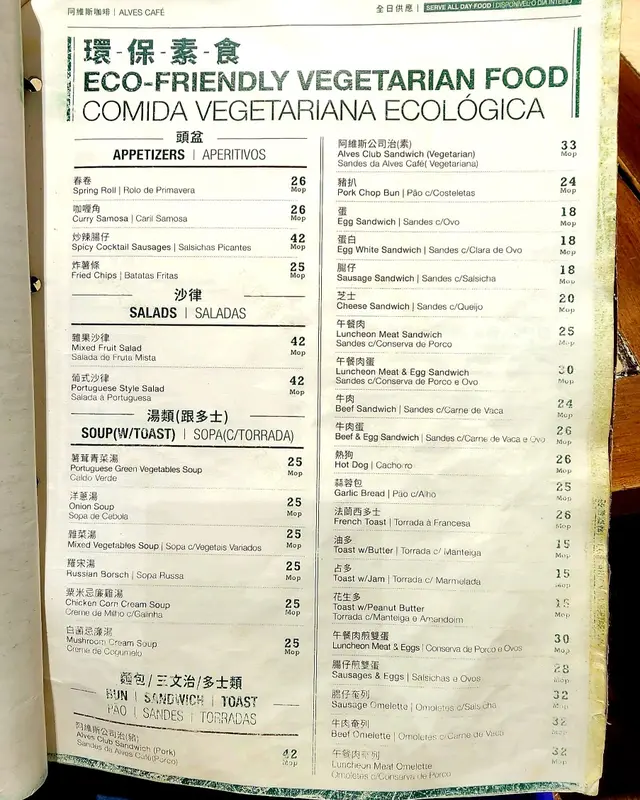 阿維斯咖啡 | ALVES CAFÉ
全日供應 | SERVE ALL DAY FOOD | DISPONÍVEL O DIA INTEIRO
環-保-素-食
ECO-FRIENDLY VEGETARIAN FOOD
COMIDA VEGETARIANA ECOLÓGICA
頭盆
APPETIZERS | APERITIVOS
春卷 26
Spring Roll | Rolo de Primavera Mop
咖喱角 26
Curry Samosa | Caril Samosa Mop
炒辣腸仔 42
Spicy Cocktail Sausages | Salsichas Picantes Mop
炸薯條 25
Fried Chips | Batatas Fritas Mop
沙律
SALADS | SALADAS
雜果沙律
Mixed Fruit Salad 42
Salada de Fruta Mista Mop
葡式沙律
Portuguese Style Salad 42
Salada à Portuguesa Mop
湯類(跟多士)
SOUP(W/TOAST) | SOPA(C/TORRADA)
薯茸青菜湯
Portuguese Green Vegetables Soup 25
Caldo Verde Mop
洋蔥湯
Onion Soup 25
Sopa de Cebola Mop
雜菜湯 25
Mixed Vegetables Soup | Sopa c/Vegetais Variados Mop
羅宋湯 25
Russian Borsch | Sopa Russa Mop
粟米忌廉雞湯
Chicken Corn Cream Soup 25
Creme de Milho c/Galinha Mop
白菌忌廉湯
Mushroom Cream Soup 25
Creme de Cogumelo Mop
麵包/三文治/多士類
BUN | SANDWICH | TOAST
PÃO | SANDES | TORRADAS
阿維斯公司治(豬)
Alves Club Sandwich (Pork) 42
Sandes da Alves Café(Porco) Mop
阿維斯公司治(素) 33
Alves Club Sandwich (Vegetarian) Mop
Sandes da Alves Café( Vegetariana)
豬扒 24
Pork Chop Bun | Pão c/Costeletas Mop
蛋 18
Egg Sandwich | Sandes c/Ovo Mop
蛋白 18
Egg White Sandwich | Sandes c/Clara de Ovo Mop
腸仔 18
Sausage Sandwich | Sandes c/Salsicha Mop
芝士 20
Cheese Sandwich | Sandes c/Queijo Mop
午餐肉
Luncheon Meat Sandwich 25
Sandes c/Conserva de Porco Mop
午餐肉蛋
Luncheon Meat & Egg Sandwich 30
Sandes c/Conserva de Porco e Ovo Mop
牛肉 24
Beef Sandwich | Sandes c/Carne de Vaca Mop
牛肉蛋 26
Beef & Egg Sandwich | Sandes c/Carne de Vaca e Ovo Mop
熱狗 26
Hot Dog | Cachorro Mop
蒜蓉包 25
Garlic Bread | Pão c/Alho Mop
法蘭西多士 26
French Toast | Torrada à Francesa Mop
油多 15
Toast w/Butter | Torrada c/ Manteiga Mop
占多 15
Toast w/Jam | Torrada c/ Marmelada Mop
花生多 15
Toast w/Peanut Butter Mop
Torrada c/Manteiga e Amendoim
午餐肉煎雙蛋 30
Luncheon Meat & Eggs | Conserva de Porco e Ovos Mop
腸仔煎雙蛋 28
Sausages & Eggs | Salsichas e Ovos Mop
腸仔奄列 32
Sausage Omelette | Omoletes c/Salsicha Mop
牛肉奄列 32
Beef Omelette | Omoletes c/Carne de Vaca Mop
午餐肉奄列 32
Luncheon Meat Omelette Mop
Omoletes c/Conserva de Porco